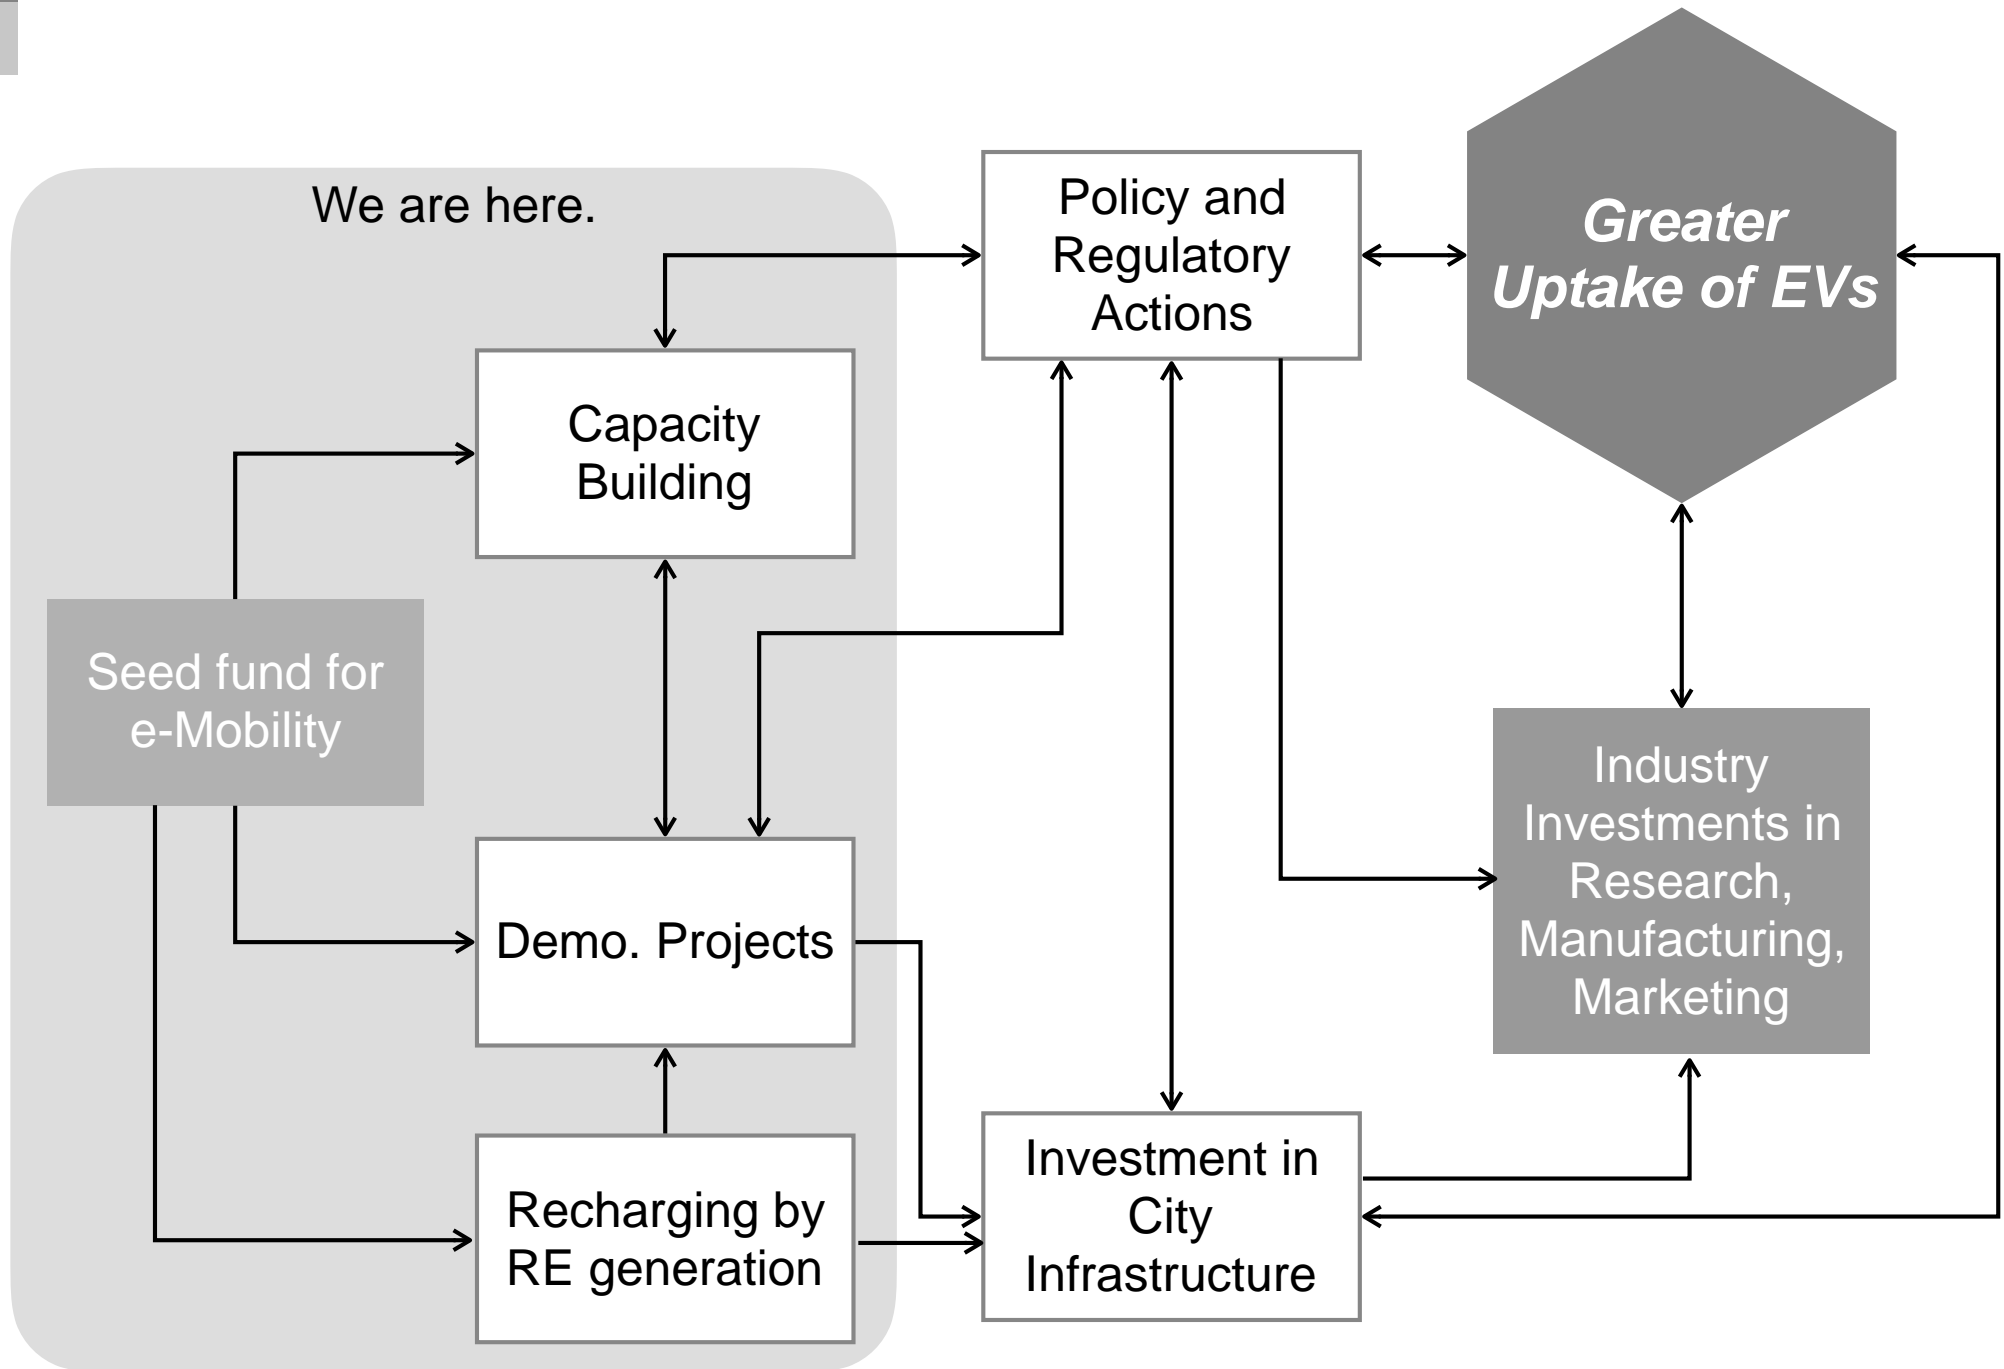 We are here.
Policy and
Regulatory
Actions
Greater
Uptake of EVs
Capacity
Building
Seed fund for
e-Mobility
Demo. Projects
Industry
Investments in
Research,
Manufacturing,
Marketing
Recharging by
RE generation
Investment in
City
Infrastructure